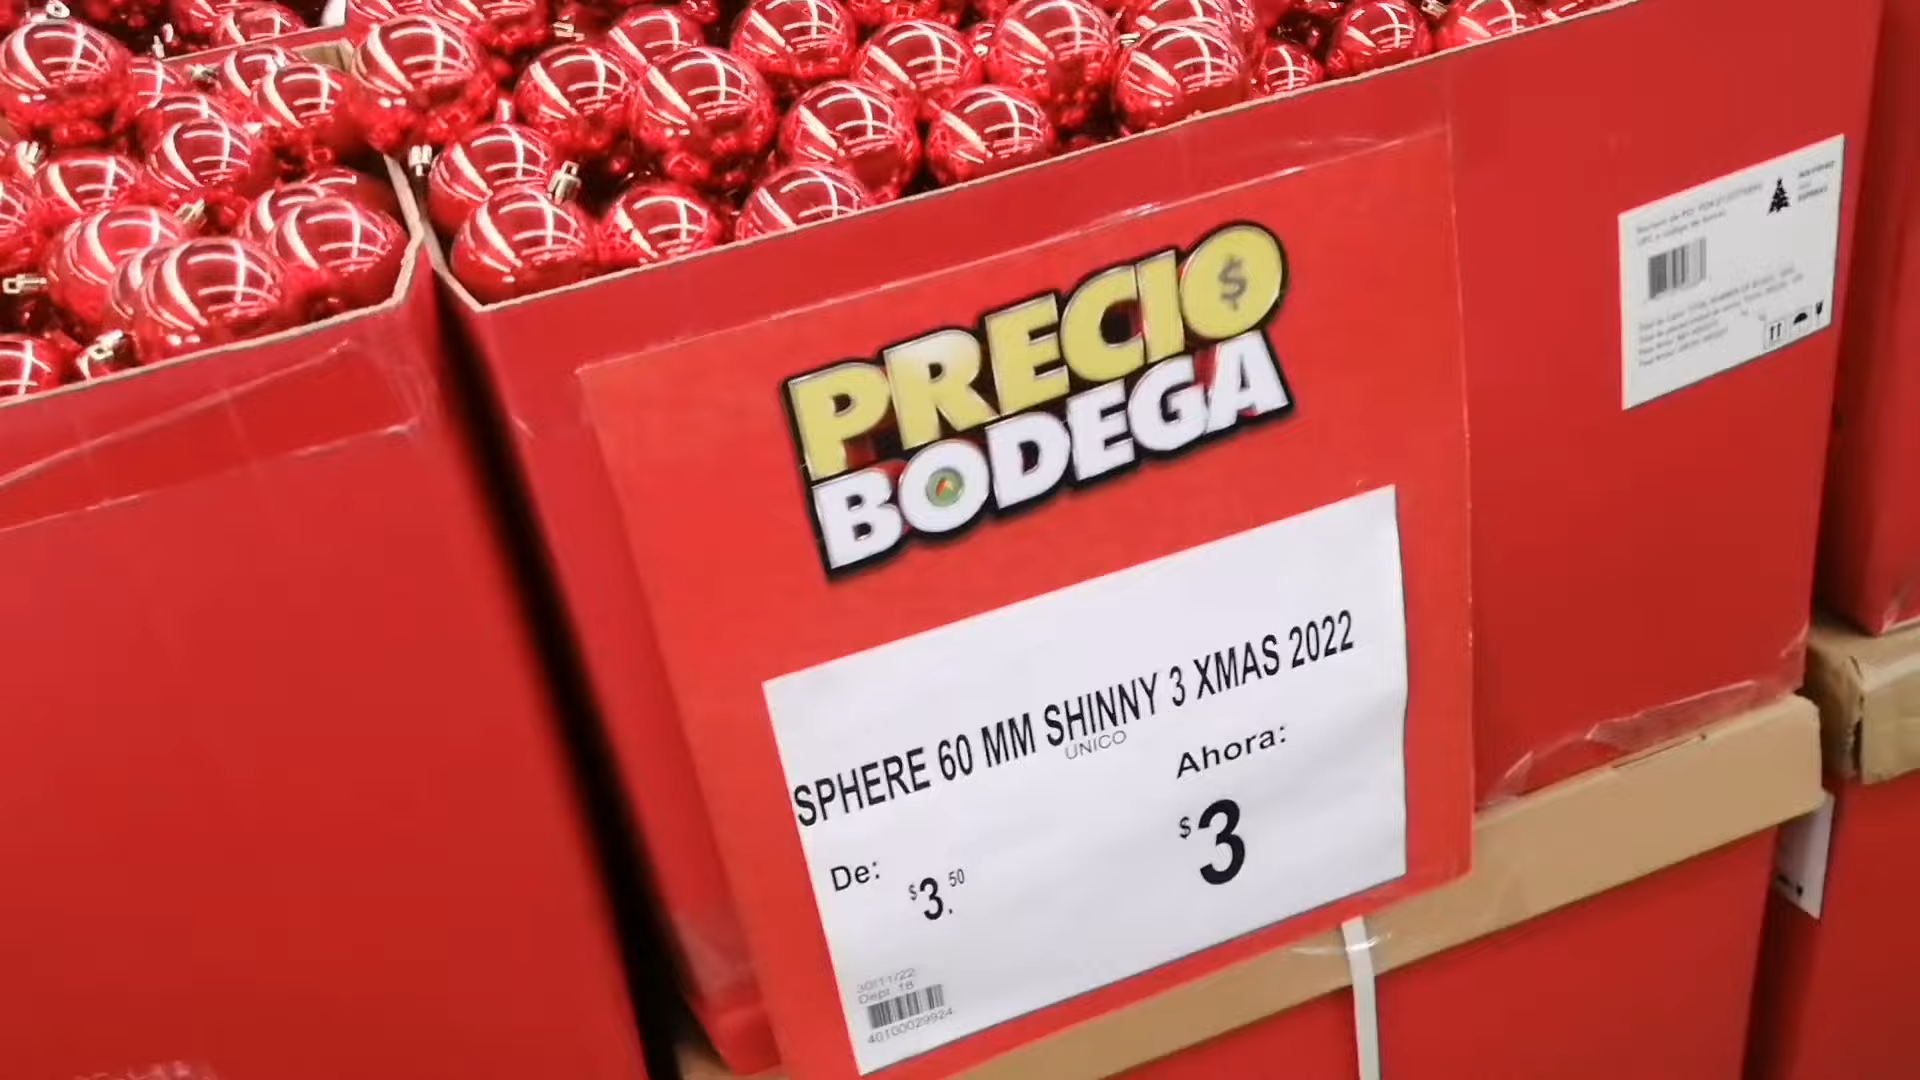 PRECIO
BODEGA
SPHERE 60 MM SHINNY 3 XMAS 2022
UNICO
De:
$3.50
Ahora:
$3
30/11/22
Dept. 18
40100029924